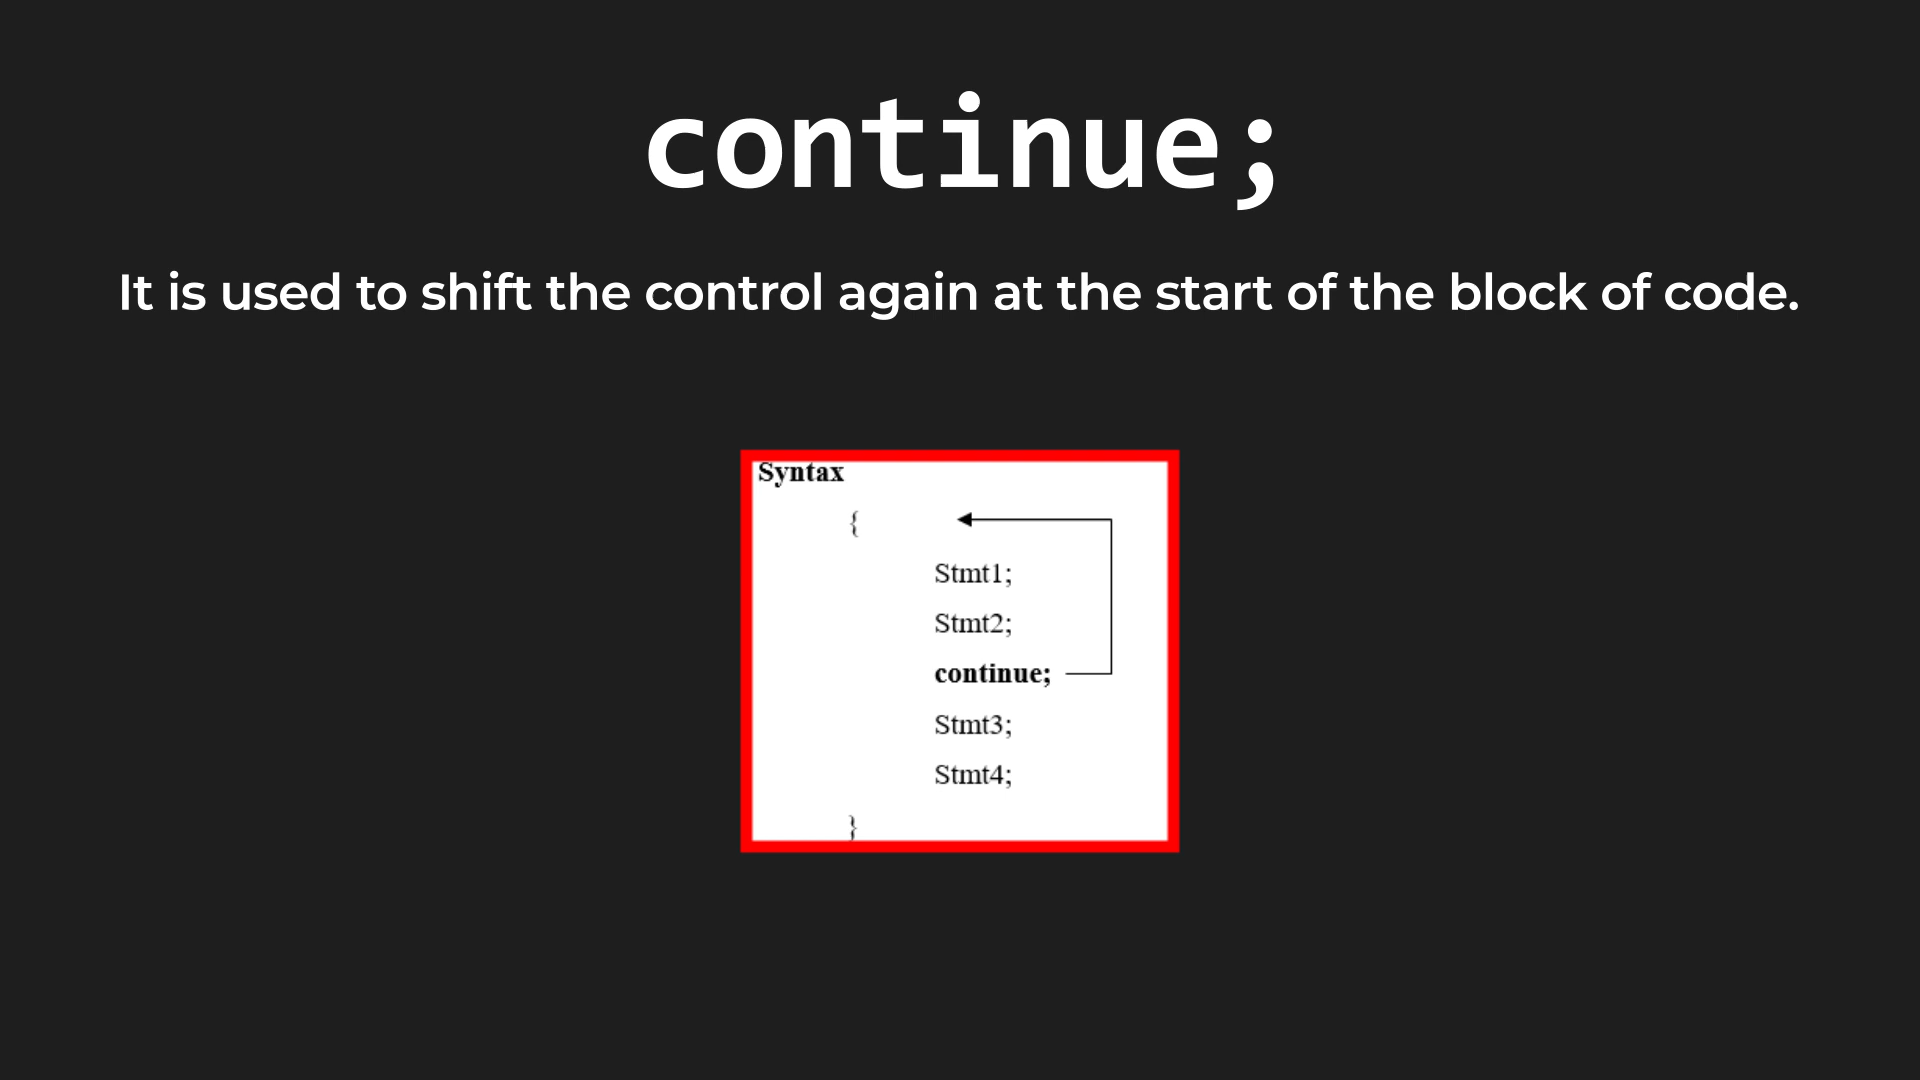 continue;
It is used to shift the control again at the start of the block of code.
Syntax
{
Stmt1;
Stmt2;
continue;
Stmt3;
Stmt4;
}